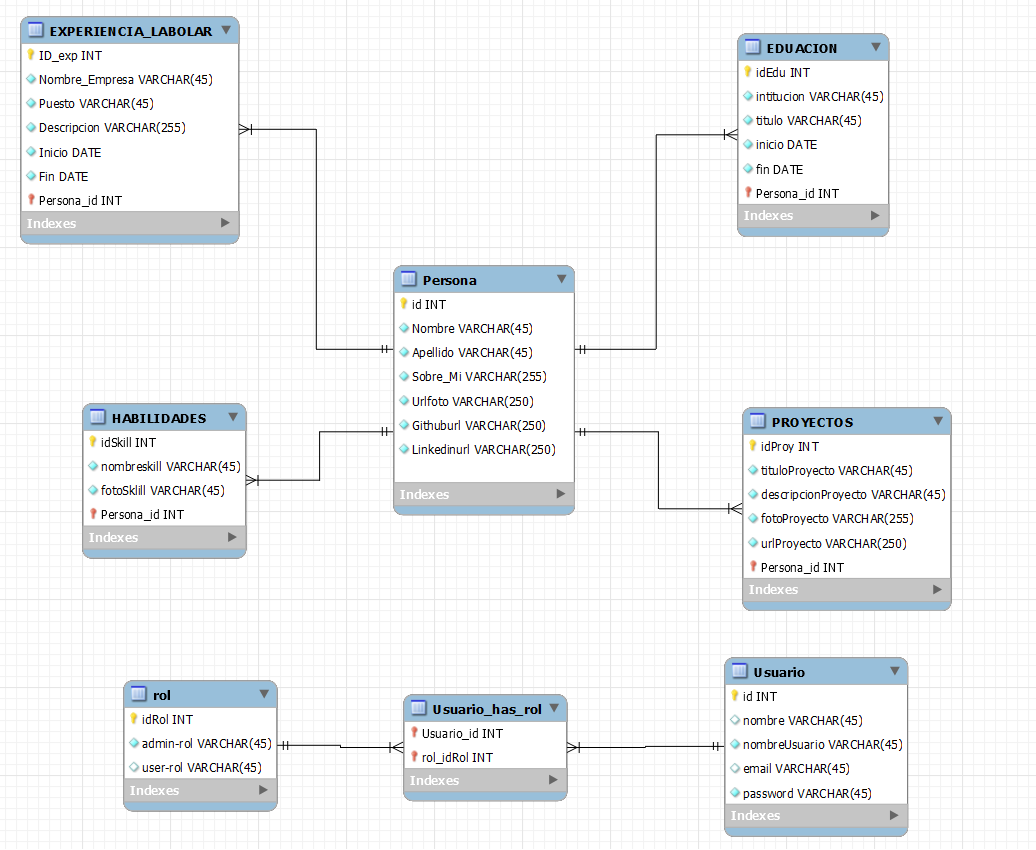 EXPERIENCIA_LABOLAR
ID_exp INT
Nombre_Empresa VARCHAR(45)
Puesto VARCHAR(45)
Descripcion VARCHAR(255)
Inicio DATE
Fin DATE
Persona_id INT
Indexes
EDUACION
idEdu INT
intitucion VARCHAR(45)
titulo VARCHAR(45)
inicio DATE
fin DATE
Persona_id INT
Indexes
Persona
id INT
Nombre VARCHAR(45)
Apellido VARCHAR(45)
Sobre_Mi VARCHAR(255)
Urlfoto VARCHAR(250)
Githuburl VARCHAR(250)
Linkedinurl VARCHAR(250)
Indexes
HABILIDADES
idSkill INT
nombreskill VARCHAR(45)
fotoSklill VARCHAR(45)
Persona_id INT
Indexes
PROYECTOS
idProy INT
tituloProyecto VARCHAR(45)
descripcionProyecto VARCHAR(45)
fotoProyecto VARCHAR(255)
urlProyecto VARCHAR(250)
Persona_id INT
Indexes
rol
idRol INT
admin-rol VARCHAR(45)
user-rol VARCHAR(45)
Indexes
Usuario_has_rol
Usuario_id INT
rol_idRol INT
Indexes
Usuario
id INT
nombre VARCHAR(45)
nombreUsuario VARCHAR(45)
email VARCHAR(45)
password VARCHAR(45)
Indexes